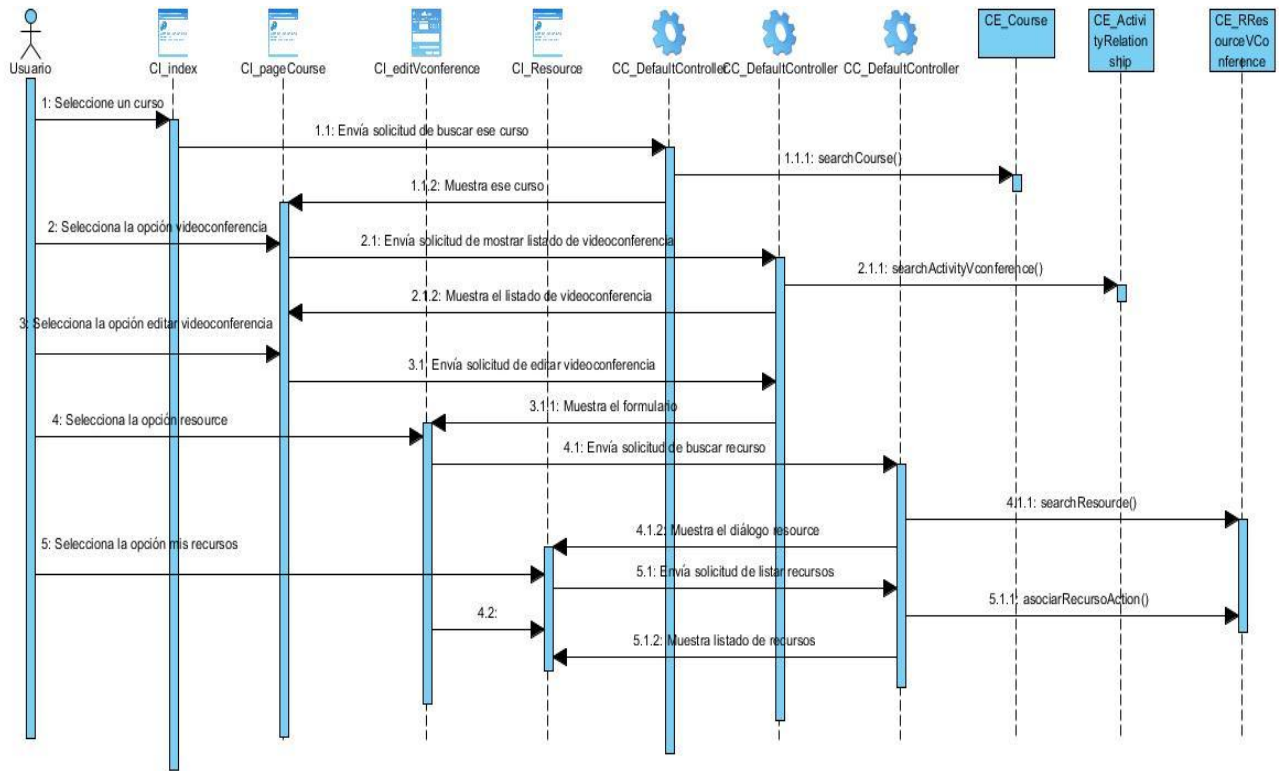 CE_Course
CE_Activi
tyRelation
ship
CE_RRes
ourceVCo
nference
Usuario
CI_index
CI_pageCourse
CI_editVconference
CI_Resource
CC_DefaultController
CC_DefaultController
CC_DefaultController
1: Seleccione un curso
1.1: Envía solicitud de buscar ese curso
1.1.1: searchCourse()
1.1.2: Muestra ese curso
2: Selecciona la opción videoconferencia
2.1: Envía solicitud de mostrar listado de videoconferencia
2.1.1: searchActivityVconference()
2.1.2: Muestra el listado de videoconferencia
3: Selecciona la opción editar videoconferencia
3.1: Envía solicitud de editar videoconferencia
3.1.1: Muestra el formulario
4: Selecciona la opción resource
4.1: Envía solicitud de buscar recurso
4.1.1: searchResource()
4.1.2: Muestra el diálogo resource
5: Selecciona la opción mis recursos
5.1: Envía solicitud de listar recursos
5.1.1: asociarRecursoAction()
4.2:
5.1.2: Muestra listado de recursos